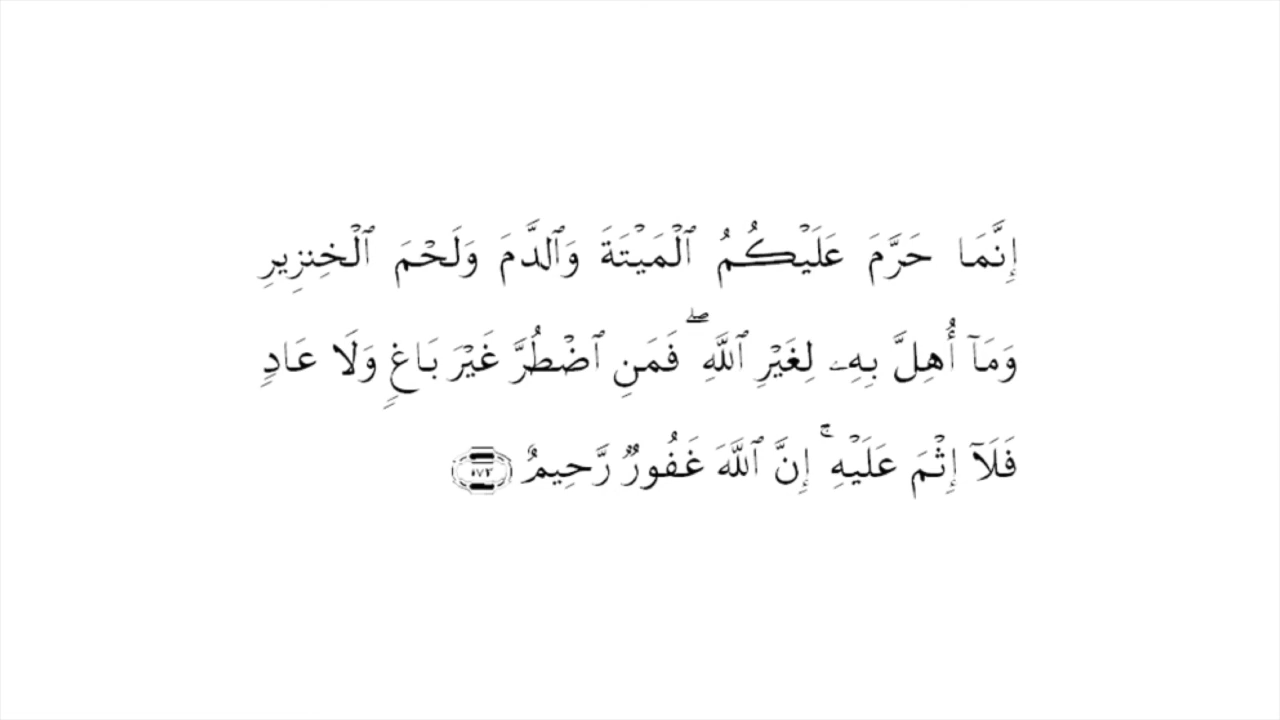 إِنَّمَا حَرَّمَ عَلَيْكُمُ ٱلْمَيْتَةَ وَٱلدَّمَ وَلَحْمَ ٱلْخِنزِيرِ
وَمَآ أُهِلَّ بِهِۦ لِغَيْرِ ٱللَّهِ ۖ فَمَنِ ٱضْطُرَّ غَيْرَ بَاغٍ وَلَا عَادٍ
فَلَآ إِثْمَ عَلَيْهِ ۚ إِنَّ ٱللَّهَ غَفُورٌ رَّحِيمٌ ١٧٣